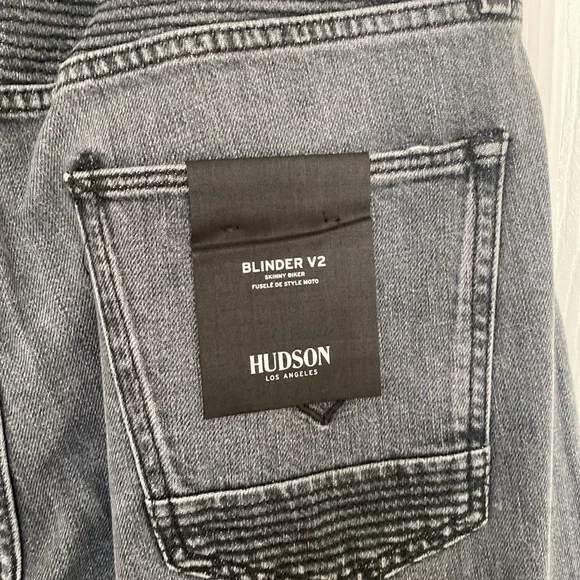 BLINDER V2
SKINNY BIKER
FUSELÉ DE STYLE MOTO
HUDSON
LOS ANGELES